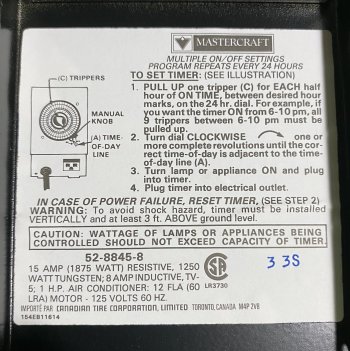 MASTERCRAFT
MULTIPLE ON/OFF SETTINGS
PROGRAM REPEATS EVERY 24 HOURS
TO SET TIMER: (SEE ILLUSTRATION)
(C) TRIPPERS
MANUAL
KNOB
(A) TIME-
OF-DAY
LINE
1. PULL UP one tripper (C) for EACH half
hour of ON TIME, between desired hour
marks, on the 24 hr. dial. For example, if
you want the timer ON from 6-10 pm, all
9 trippers between 6-10 pm must be
pulled up.
2. Turn dial CLOCKWISE one or
more complete revolutions until the cor-
rect time-of-day is adjacent to the time-
of-day line (A).
3. Turn lamp or appliance ON and plug
into timer.
4. Plug timer into electrical outlet.
IN CASE OF POWER FAILURE, RESET TIMER, (SEE STEP 2)
WARNING: To avoid shock hazard, timer must be installed
VERTICALLY and at least 3 ft. ABOVE ground level.
CAUTION: WATTAGE OF LAMPS OR APPLIANCES BEING
CONTROLLED SHOULD NOT EXCEED CAPACITY OF TIMER.
52-8845-8
15 AMP (1875 WATT) RESISTIVE, 1250
WATT TUNGSTEN; 8 AMP INDUCTIVE, TV-
5; 1 H.P. AIR CONDITIONER: 12 FLA (60
LRA) MOTOR - 125 VOLTS 60 HZ.
LR3730
3 3S
IMPORTÉ PAR CANADIAN TIRE CORPORATION, LIMITED TORONTO, CANADA M4P 2V8
154EB11614